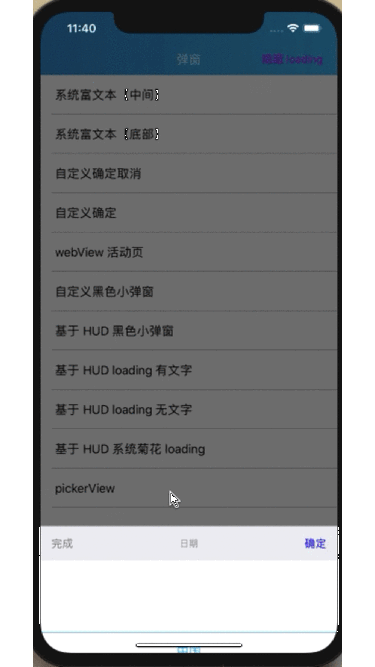 11:40
弹窗
隐藏 loading
系统富文本【中间】
系统富文本【底部】
自定义确定取消
自定义确定
webView 活动页
自定义黑色小弹窗
基于 HUD 黑色小弹窗
基于 HUD loading 有文字
基于 HUD loading 无文字
基于 HUD 系统菊花 loading
pickerView
完成
日期
确定